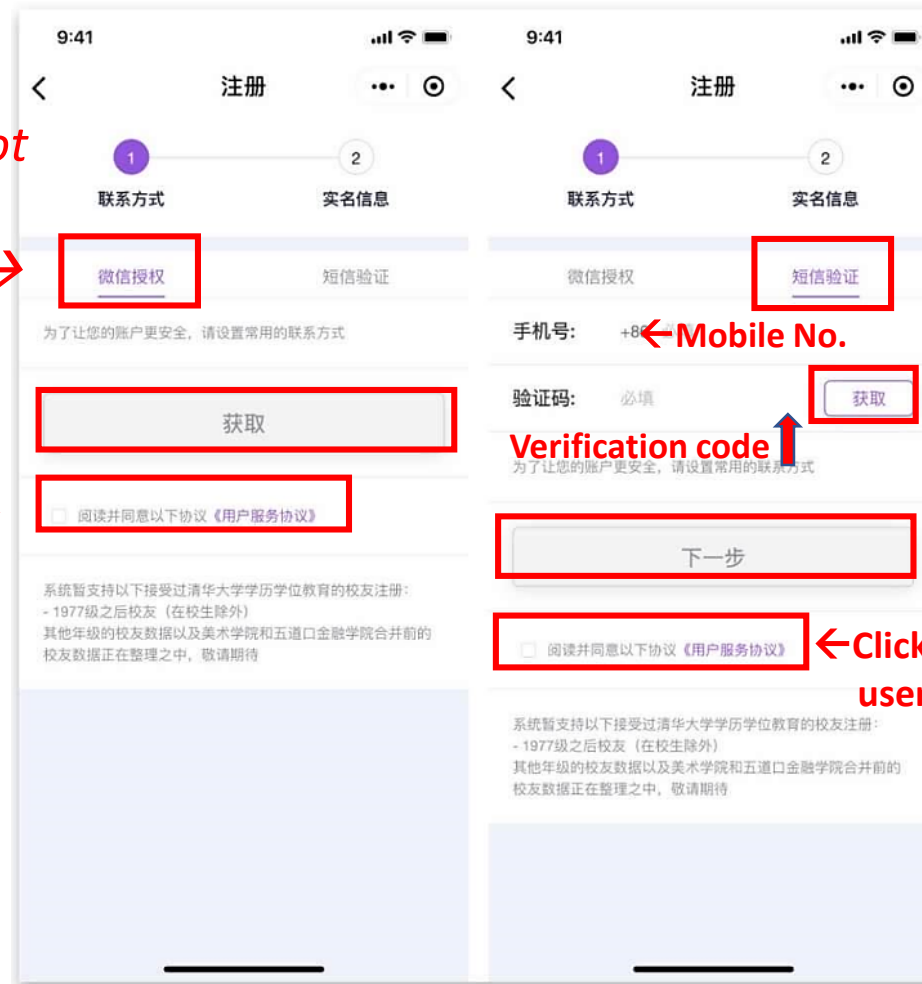 9:41
注册
1
2
联系方式
实名信息
微信授权
短信验证
为了让您的账户更安全，请设置常用的联系方式
获取
阅读并同意以下协议《用户服务协议》
系统暂支持以下接受过清华大学学历学位教育的校友注册：
- 1977级之后校友（在校生除外）
其他年级的校友数据以及美术学院和五道口金融学院合并前的
校友数据正在整理之中，敬请期待
9:41
注册
1
2
联系方式
实名信息
微信授权
短信验证
手机号:
←Mobile No.
验证码: 必填
获取
Verification code
为了让您的账户更安全，请设置常用的联系方式
下一步
阅读并同意以下协议《用户服务协议》
←Click
user
系统暂支持以下接受过清华大学学历学位教育的校友注册：
- 1977级之后校友（在校生除外）
其他年级的校友数据以及美术学院和五道口金融学院合并前的
校友数据正在整理之中，敬请期待